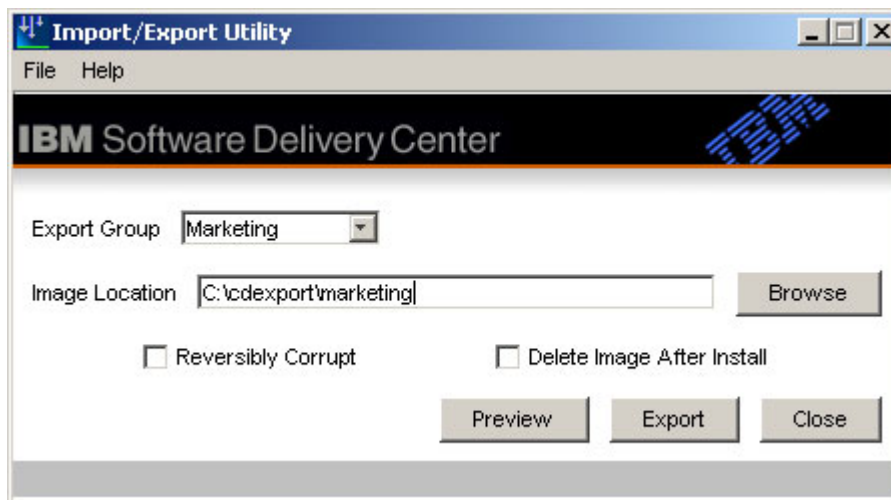 Import/Export Utility
File Help
IBM Software Delivery Center IBM
Export Group Marketing
Image Location C:\cdexport\marketing Browse
Reversibly Corrupt Delete Image After Install
Preview Export Close